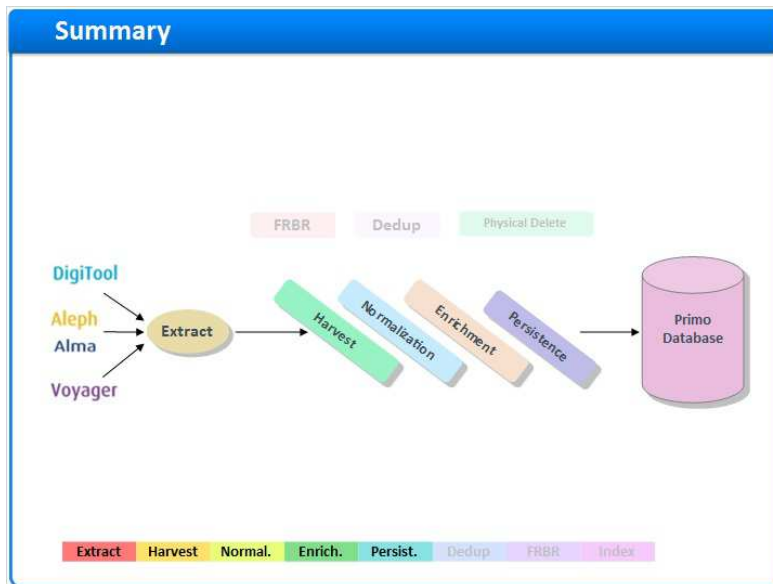 Summary
FRBR
Dedup
Physical Delete
DigiTool
Aleph
Alma
Voyager
Extract
Harvest
Normalization
Enrichment
Persistence
Primo
Database
Extract Harvest Normal. Enrich. Persist. Dedup FRBR Index